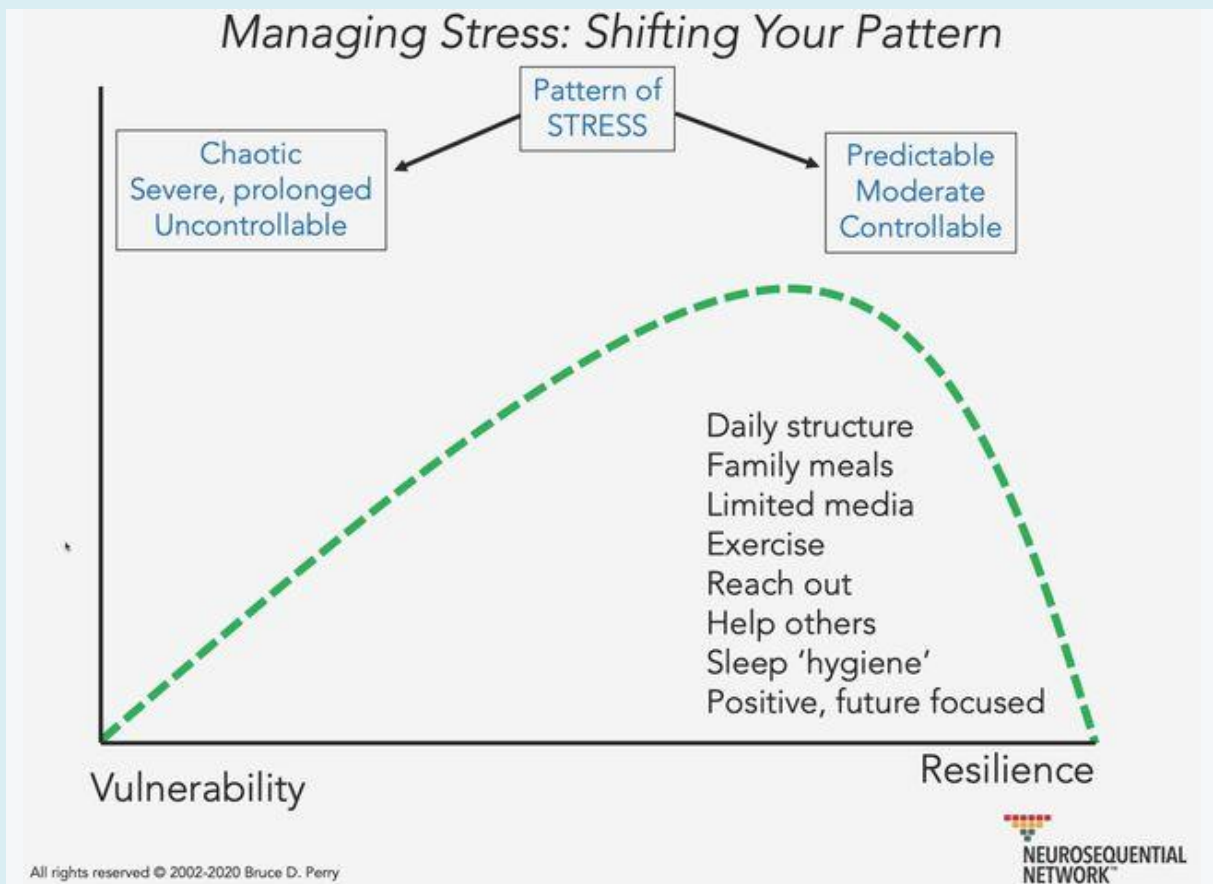 Managing Stress: Shifting Your Pattern
Pattern of
STRESS
Chaotic
Severe, prolonged
Uncontrollable
Predictable
Moderate
Controllable
Daily structure
Family meals
Limited media
Exercise
Reach out
Help others
Sleep ‘hygiene’
Positive, future focused
Vulnerability
Resilience
All rights reserved © 2002-2020 Bruce D. Perry
NEUROSEQUENTIAL
NETWORK™